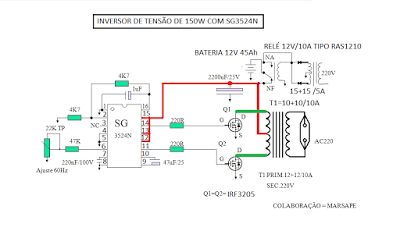 INVERSOR DE TENSÃO DE 150W COM SG3524N
RELÉ 12V/10A TIPO RAS1210
BATERIA 12V 45Ah
NA
220V
NF
4K7
1uF
2200uF/25V
15+15 /5A
T1=10+10/10A
4K7
22K TP
NC
1 2 3 4 5 6 7 8
16 15 14 13 12 11 10 9
SG
3524N
220R
220R
Q1
G
D
S
Q2
G
D
S
AC220
47K
220nF/100V
47uF/25
Ajuste 60Hz
T1 PRIM.12=12/10A
SEC.220V
Q1=Q2=IRF3205
COLABORAÇÃO = MARSAPE